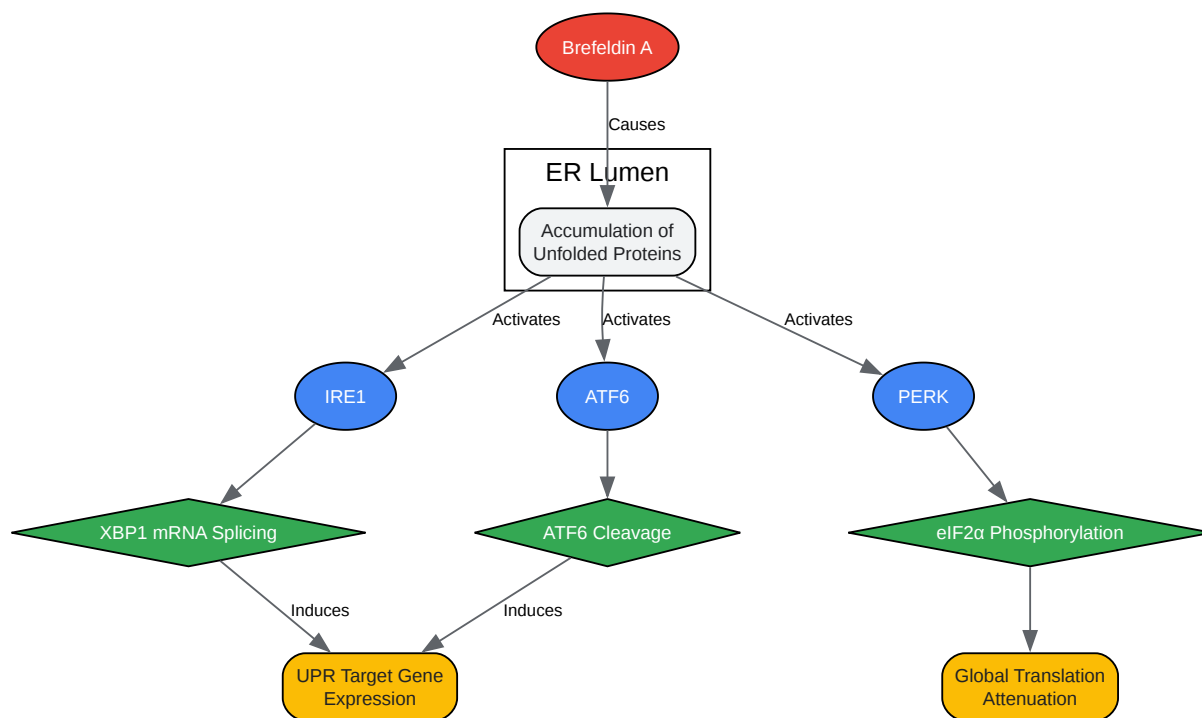 Brefeldin A
Causes
ER Lumen
Accumulation of
Unfolded Proteins
Activates
Activates
Activates
IRE1
ATF6
PERK
XBP1 mRNA Splicing
ATF6 Cleavage
eIF2α Phosphorylation
Induces
Induces
UPR Target Gene
Expression
Global Translation
Attenuation